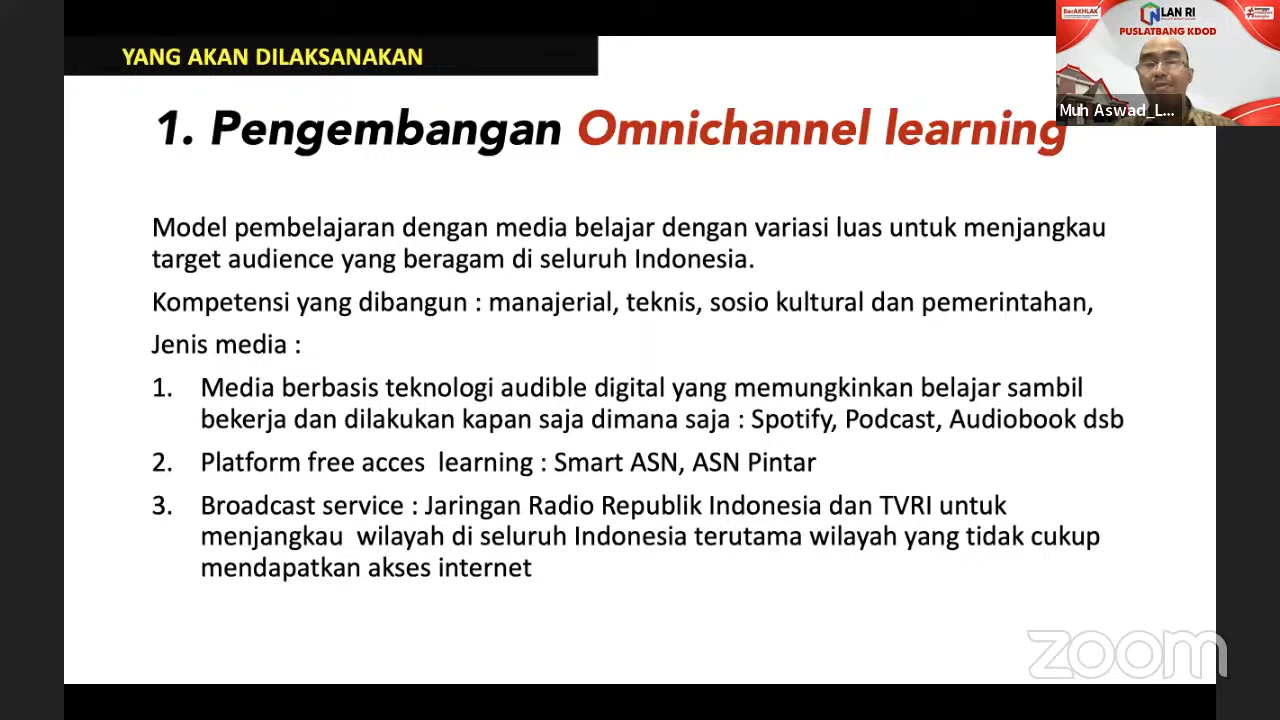 YANG AKAN DILAKSANAKAN
BerAKHLAK
LAN RI
PUSLATBANG KDOD
Muh Aswad_L...
1. Pengembangan Omnichannel learning
Model pembelajaran dengan media belajar dengan variasi luas untuk menjangkau
target audience yang beragam di seluruh Indonesia.
Kompetensi yang dibangun : manajerial, teknis, sosio kultural dan pemerintahan,
Jenis media :
1. Media berbasis teknologi audible digital yang memungkinkan belajar sambil
bekerja dan dilakukan kapan saja dimana saja : Spotify, Podcast, Audiobook dsb
2. Platform free acces learning : Smart ASN, ASN Pintar
3. Broadcast service : Jaringan Radio Republik Indonesia dan TVRI untuk
menjangkau wilayah di seluruh Indonesia terutama wilayah yang tidak cukup
mendapatkan akses internet
zoom